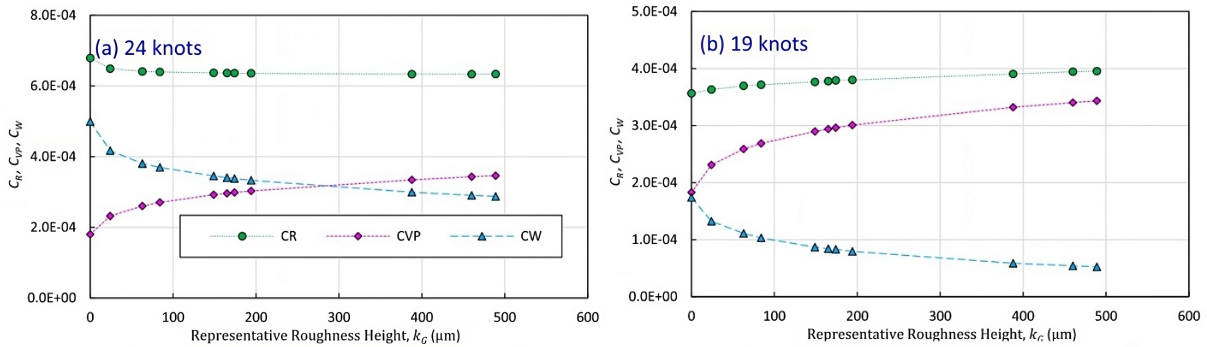 (a) 24 knots
8.0E-04
6.0E-04
4.0E-04
2.0E-04
0.0E+00
C_R, C_VP, C_W
CR CVP CW
0 100 200 300 400 500 600
Representative Roughness Height, k_G (μm)
(b) 19 knots
5.0E-04
4.0E-04
3.0E-04
2.0E-04
1.0E-04
0.0E+00
C_R, C_VP, C_W
0 100 200 300 400 500 600
Representative Roughness Height, k_G (μm)